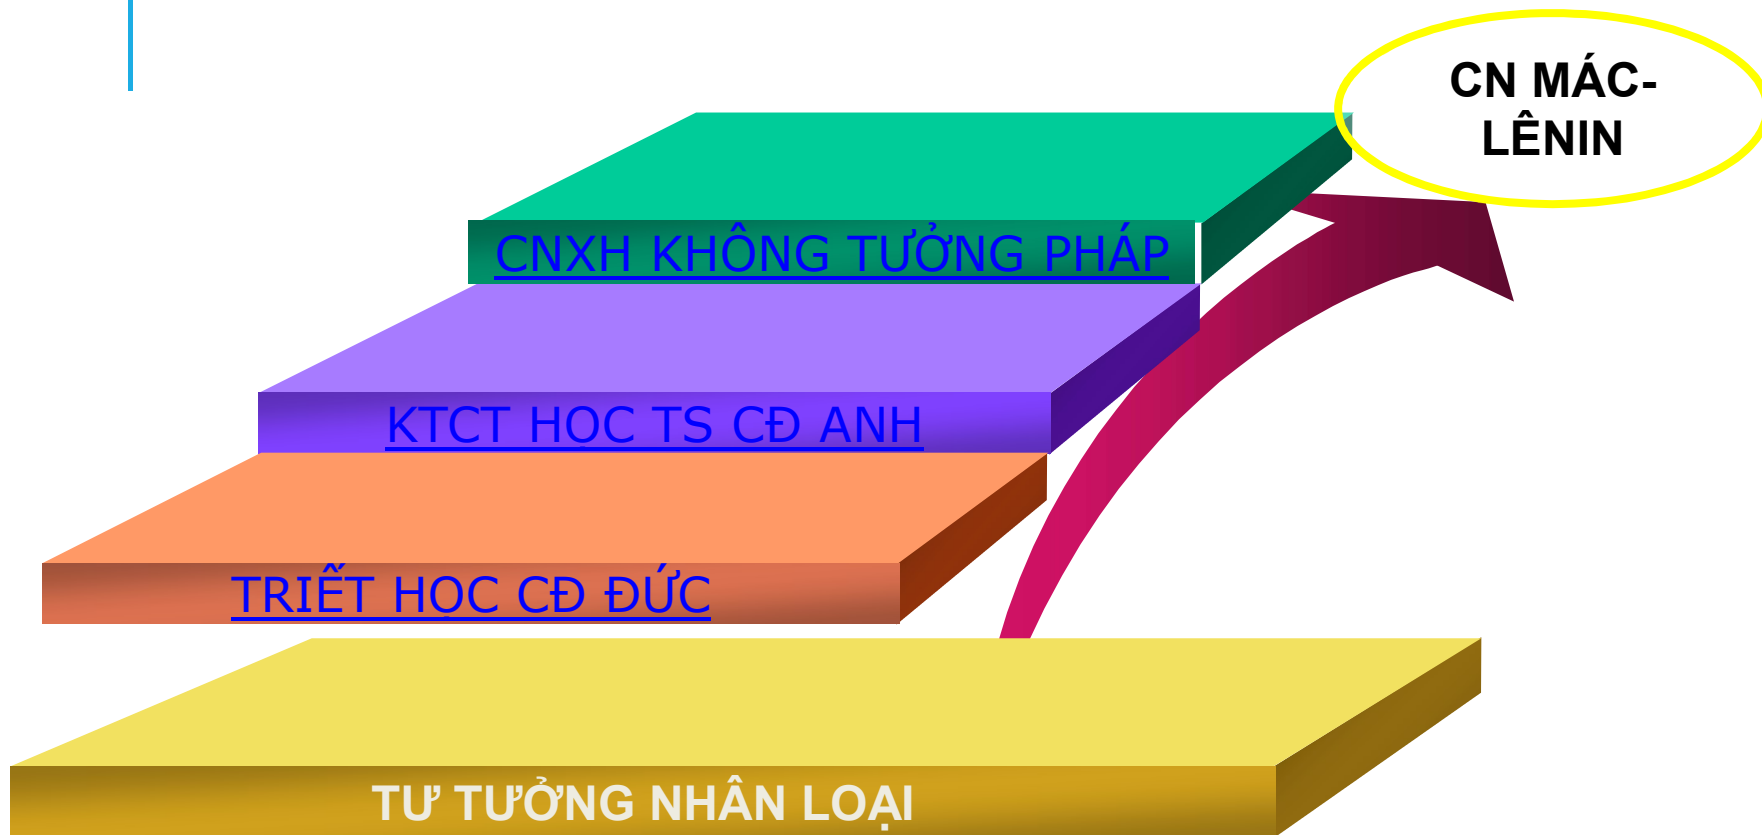 CN MÁC-
LÊNIN
CNXH KHÔNG TƯỞNG PHÁP
KTCT HỌC TS CĐ ANH
TRIẾT HỌC CĐ ĐỨC
TƯ TƯỞNG NHÂN LOẠI